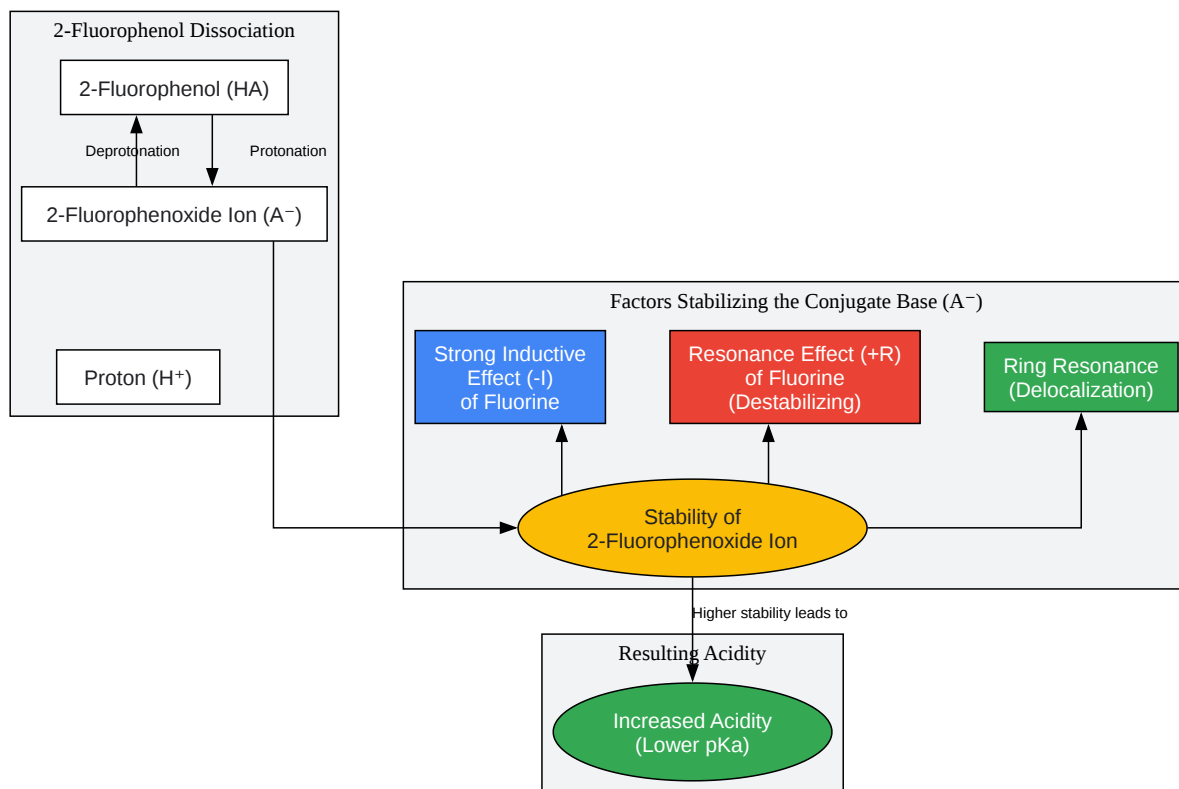 2-Fluorophenol Dissociation
2-Fluorophenol (HA)
Deprotonation
Protonation
2-Fluorophenoxide Ion (A⁻)
Proton (H⁺)
Factors Stabilizing the Conjugate Base (A⁻)
Strong Inductive
Effect (-I)
of Fluorine
Resonance Effect (+R)
of Fluorine
(Destabilizing)
Ring Resonance
(Delocalization)
Stability of
2-Fluorophenoxide Ion
Higher stability leads to
Resulting Acidity
Increased Acidity
(Lower pKa)